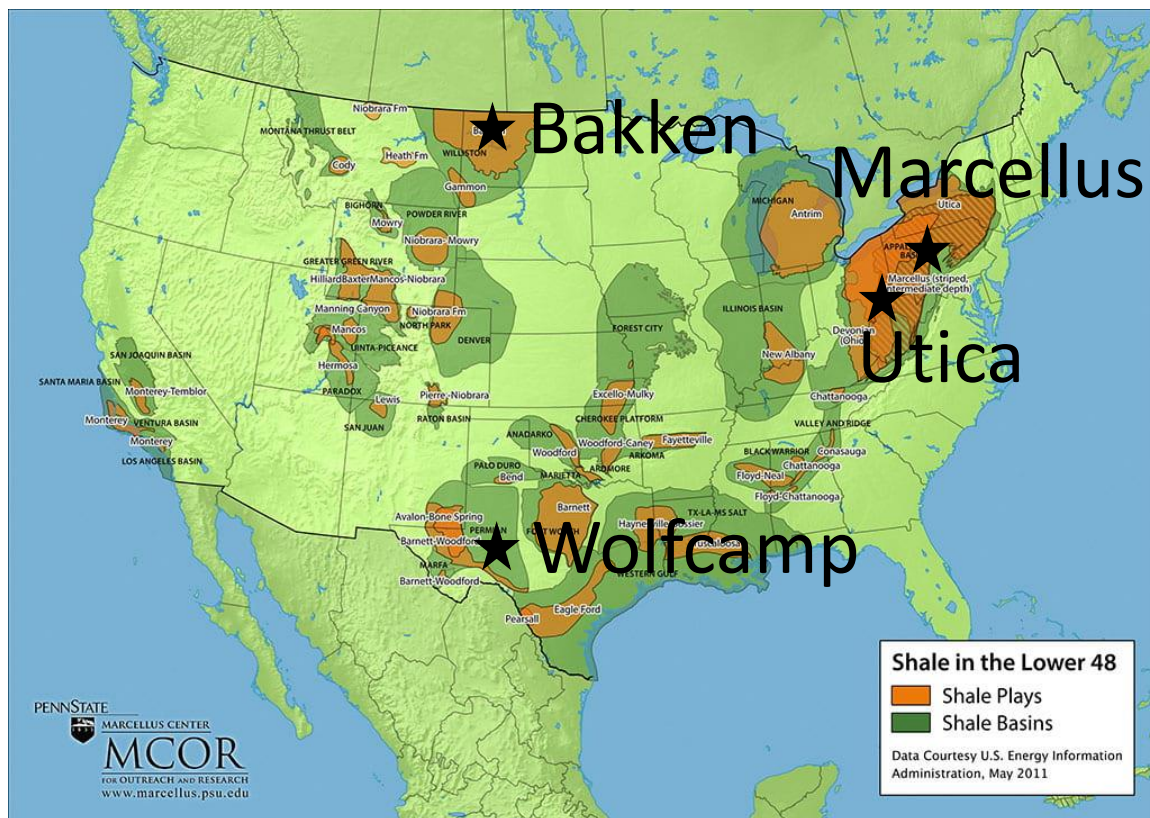 Niobrara Fm
MONTANA THRUST BELT
Bakken
Cody
Heath Fm
WILLISTON
Gammon
Marcellus
MICHIGAN
Antrim
Utica
BIGHORN
POWDER RIVER
Mowry
Niobrara- Mowry
GREATER GREEN RIVER
HilliardBaxterMancos-Niobrara
Marcellus (striped,
Manning Canyon
Niobrara Fm
ILLINOIS BASIN
NORTH PARK
Mancos
FOREST CITY
Devonian
(Ohio)
DENVER
UINTA-PICEANCE
SAN JOAQUIN BASIN
New Albany
Utica
Hermosa
SANTA MARIA BASIN
Monterey-Temblor
PARADOX
Lewis
Pierre-Niobrara
Excello-Mulky
Chattanooga
Monterey
VENTURA BASIN
RATON BASIN
CHEROKEE PLATFORM
VALLEY AND RIDGE
SAN JUAN
Monterey
ANADARKO
Woodford-Caney
Fayetteville
LOS ANGELES BASIN
Woodford
ARKOMA
BLACK WARRIOR
Conasauga
PALO DURO
ARDMORE
Chattanooga
Bend
MARIETTA
Floyd-Neal
Floyd-Chattanooga
Barnett
TX-LA-MS SALT
Avalon-Bone Spring
PERMIAN
Wolfcamp
Barnett-Woodford
MARFA
WESTERN GULF
Barnett-Woodford
Eagle Ford
Pearsall
Shale in the Lower 48
Shale Plays
Shale Basins
Data Courtesy U.S. Energy Information
Administration, May 2011
PENNSTATE
1855
MARCELLUS CENTER
MCOR
FOR OUTREACH AND RESEARCH
www.marcellus.psu.edu